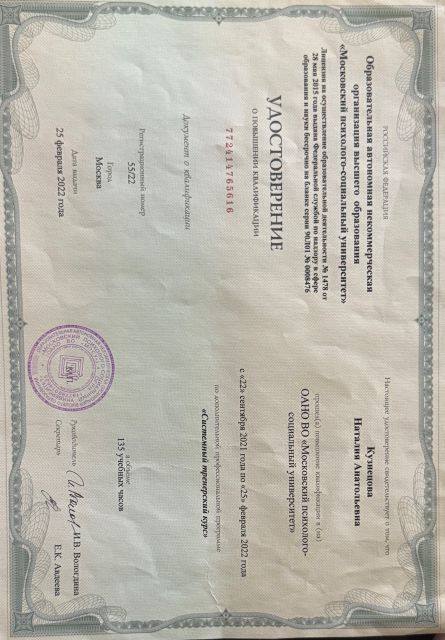 РОССИЙСКАЯ ФЕДЕРАЦИЯ
Образовательная автономная некоммерческая
организация высшего образования
«Московский психолого-социальный университет»
Лицензия на осуществление образовательной деятельности № 1478 от
28 мая 2015 года выдана Федеральной службой по надзору в сфере
образования и науки бессрочно на бланке серии 90Л01 № 0008476
УДОСТОВЕРЕНИЕ
О ПОВЫШЕНИИ КВАЛИФИКАЦИИ
772414765616
Документ о квалификации
Регистрационный номер
55/22
Город
Москва
Дата выдачи
25 февраля 2022 года
Настоящее удостоверение свидетельствует о том, что
Кузнецова
Наталия Анатольевна
прошел(а) повышение квалификации в (на)
ОАНО ВО «Московский психолого-
социальный университет»
с «22» сентября 2021 года по «25» февраля 2022 года
по дополнительной профессиональной программе
«Системный тренерский курс»
в объёме
135 учебных часов
Руководитель И.В. Вологдина
Секретарь Е.К. Авдеева